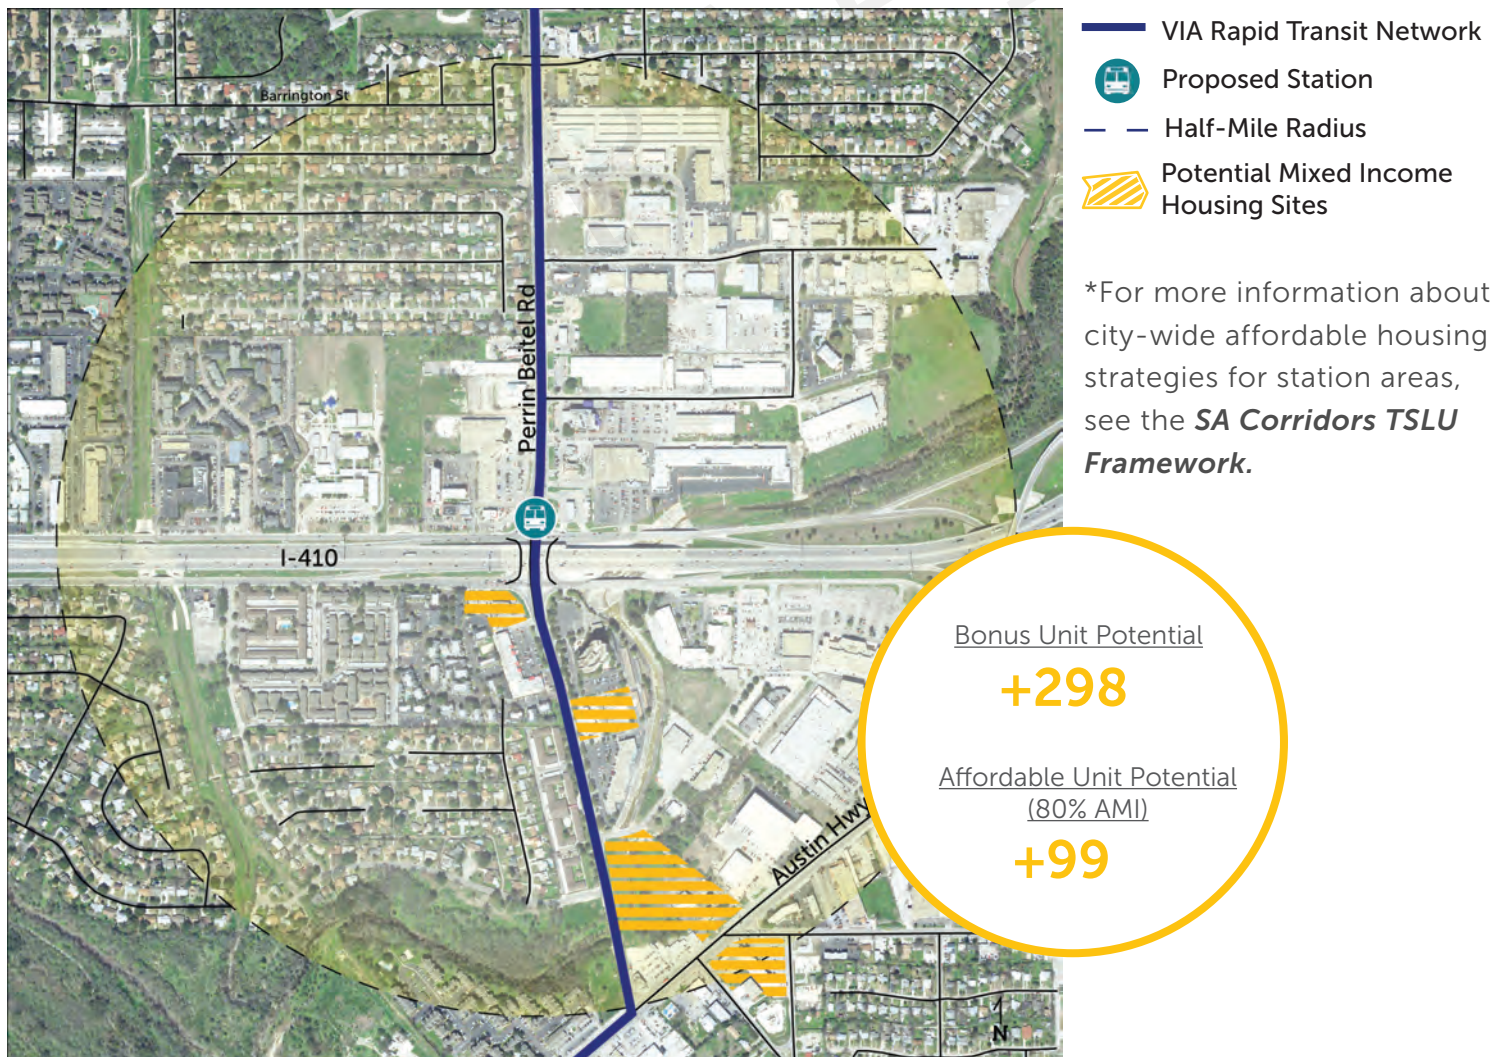 VIA Rapid Transit Network
Proposed Station
Half-Mile Radius
Potential Mixed Income
Housing Sites
*For more information about
city-wide affordable housing
strategies for station areas,
see the SA Corridors TSLU
Framework.
Barrington St
Perrin Beitel Rd
I-410
Austin Hwy
Bonus Unit Potential
+298
Affordable Unit Potential
(80% AMI)
+99
N